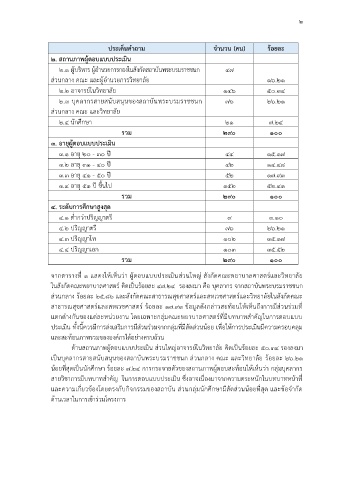 ๒
ประเด็นคำถาม จำนวน (คน) ร้อยละ
๒. สถานภาพผู้ตอบแบบประเมิน
๒.๑ ผู้บริหาร ผู้อำนวยการกองในสังกัดสถาบันพระบรมราชชนก ๔๗
ส่วนกลาง คณะ และผู้อำนวยการวิทยาลัย ๑๖.๒๑
๒.๒ อาจารย์ในวิทยาลัย ๑๔๖ ๕๐.๓๔
๒.๓ บุคลากรสายสนับสนุนของสถาบันพระบรมราชชนก ๗๖ ๒๖.๒๑
ส่วนกลาง คณะ และวิทยาลัย
๒.๔ นักศึกษา ๒๑ ๗.๒๔
รวม ๒๙๐ ๑๐๐
๓. อายุผู้ตอบแบบประเมิน
๓.๑ อายุ ๒๐ - ๓๐ ปี ๔๔ ๑๕.๑๗
๓.๒ อายุ ๓๑ - ๔๐ ปี ๔๒ ๑๔.๔๘
๓.๓ อายุ ๔๑ - ๕๐ ปี ๕๒ ๑๗.๙๓
๓.๔ อายุ ๕๑ ปี ขึ้นไป ๑๕๒ ๕๒.๔๑
รวม ๒๙๐ ๑๐๐
๔. ระดับการศึกษาสูงสุด
๔.๑ ต่ำกว่าปริญญาตรี ๙ ๓.๑๐
๔.๒ ปริญญาตรี ๗๖ ๒๖.๒๑
๔.๓ ปริญญาโท ๑๐๒ ๓๕.๑๗
๔.๔ ปริญญาเอก ๑๐๓ ๓๕.๕๒
รวม ๒๙๐ ๑๐๐
จากตารางที่ ๑ แสดงให้เห็นว่า ผู้ตอบแบบประเมินส่วนใหญ่ สังกัดคณะพยาบาลศาสตร์และวิทยาลัย
ในสังกัดคณะพยาบาลศาสตร์ คิดเป็นร้อยละ ๔๗.๒๔ รองลงมา คือ บุคลากร จากสถาบันพระบรมราชชนก
ส่วนกลาง ร้อยละ ๒๕.๘๖ และสังกัดคณะสาธารณสุขศาสตร์และสหเวชศาสตร์และวิทยาลัยในสังกัดคณะ
สาธารณสุขศาสตร์และสหเวชศาสตร์ ร้อยละ ๑๗.๙๓ ข้อมูลดังกล่าวสะท้อนให้เห็นถึงการมีส่วนร่วมที่
แตกต่างกันของแต่ละหน่วยงาน โดยเฉพาะกลุ่มคณะพยาบาลศาสตร์ที่มีบทบาทสำคัญในการตอบแบบ
ประเมิน ทั้งนี้ควรมีการส่งเสริมการมีส่วนร่วมจากกลุ่มที่มีสัดส่วนน้อย เพื่อให้การประเมินมีความครอบคลุม
และสะท้อนภาพรวมขององค์กรได้อย่างครบถ้วน
ด้านสถานภาพผู้ตอบแบบประเมิน ส่วนใหญ่อาจารย์ในวิทยาลัย คิดเป็นร้อยละ ๕๐.๓๔ รองลงมา
เป็นบุคลากรสายสนับสนุนของสถาบันพระบรมราชชนก ส่วนกลาง คณะ และวิทยาลัย ร้อยละ ๒๖.๒๑
น้อยที่สุดเป็นนักศึกษา ร้อยละ ๗.๒๔ การกระจายตัวของสถานภาพผู้ตอบสะท้อนให้เห็นว่า กลุ่มบุคลากร
สายวิชาการมีบทบาทสำคัญ ในการตอบแบบประเมิน ซึ่งอาจเนื่องมาจากความตระหนักในบทบาทหน้าที่
และความเกี่ยวข้องโดยตรงกับกิจกรรมของสถาบัน ส่วนกลุ่มนักศึกษามีสัดส่วนน้อยที่สุด และข้อจำกัด
ด้านเวลาในการเข้าร่วมโครงการ